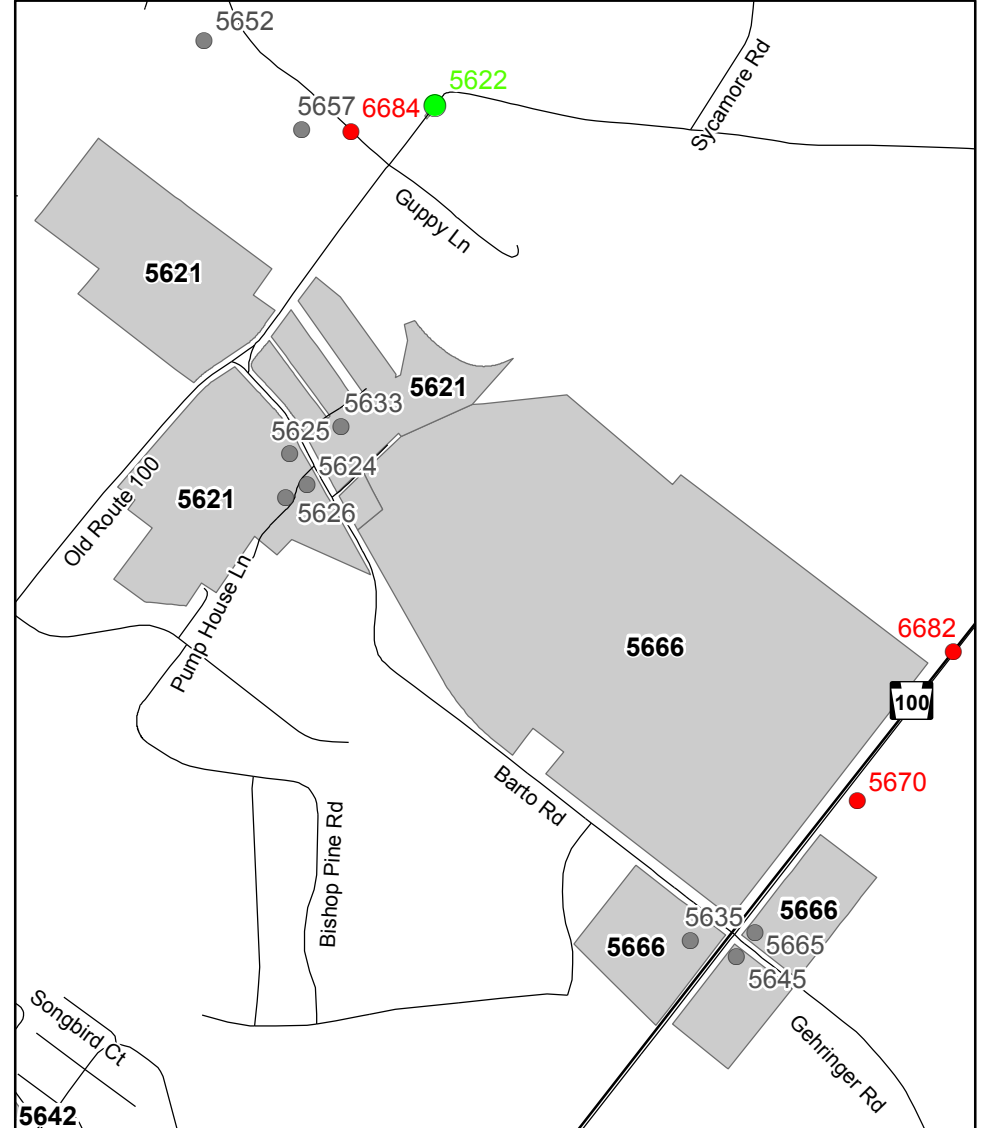 5652
5622
Sycamore Rd
5657
6684
Guppy Ln
5621
5621
5633
5625
5624
Old Route 100
5621
5626
Pump House Ln
6682
5666
100
5670
Barto Rd
Bishop Pine Rd
5635
5666
5666
5665
5645
Songbird Ct
Gehringer Rd
5642